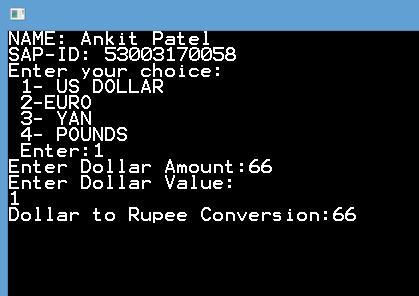 NAME: Ankit Patel
SAP-ID: 53003170058
Enter your choice:
1- US DOLLAR
2-EURO
3- YAN
4- POUNDS
Enter:1
Enter Dollar Amount:66
Enter Dollar Value:
1
Dollar to Rupee Conversion:66